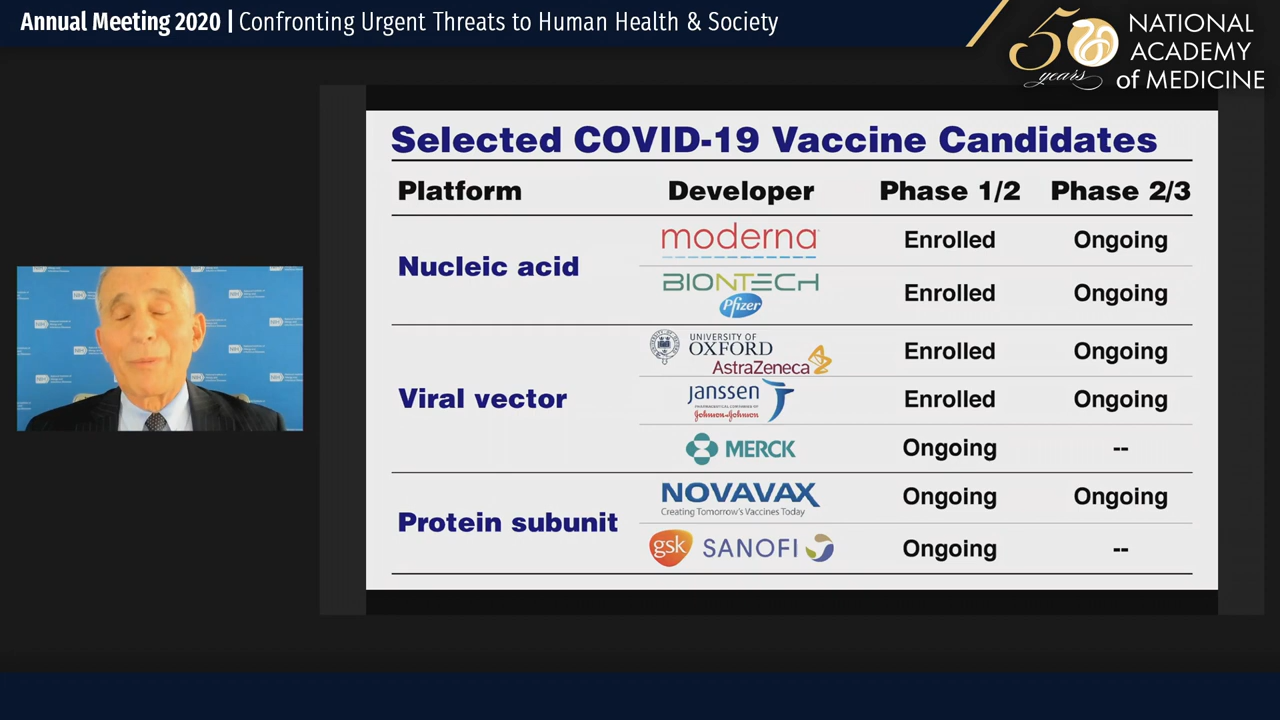 Annual Meeting 2020 | Confronting Urgent Threats to Human Health & Society
50 years
NATIONAL
ACADEMY
of MEDICINE
Selected COVID-19 Vaccine Candidates
Platform Developer Phase 1/2 Phase 2/3
Nucleic acid
moderna Enrolled Ongoing
BIONTECH
Pfizer
Enrolled Ongoing
Viral vector
UNIVERSITY OF
OXFORD
AstraZeneca
Enrolled Ongoing
janssen
Johnson & Johnson
Enrolled Ongoing
MERCK Ongoing --
Protein subunit
NOVAVAX
Creating Tomorrow's Vaccines Today
Ongoing Ongoing
gsk SANOFI Ongoing --
NIH